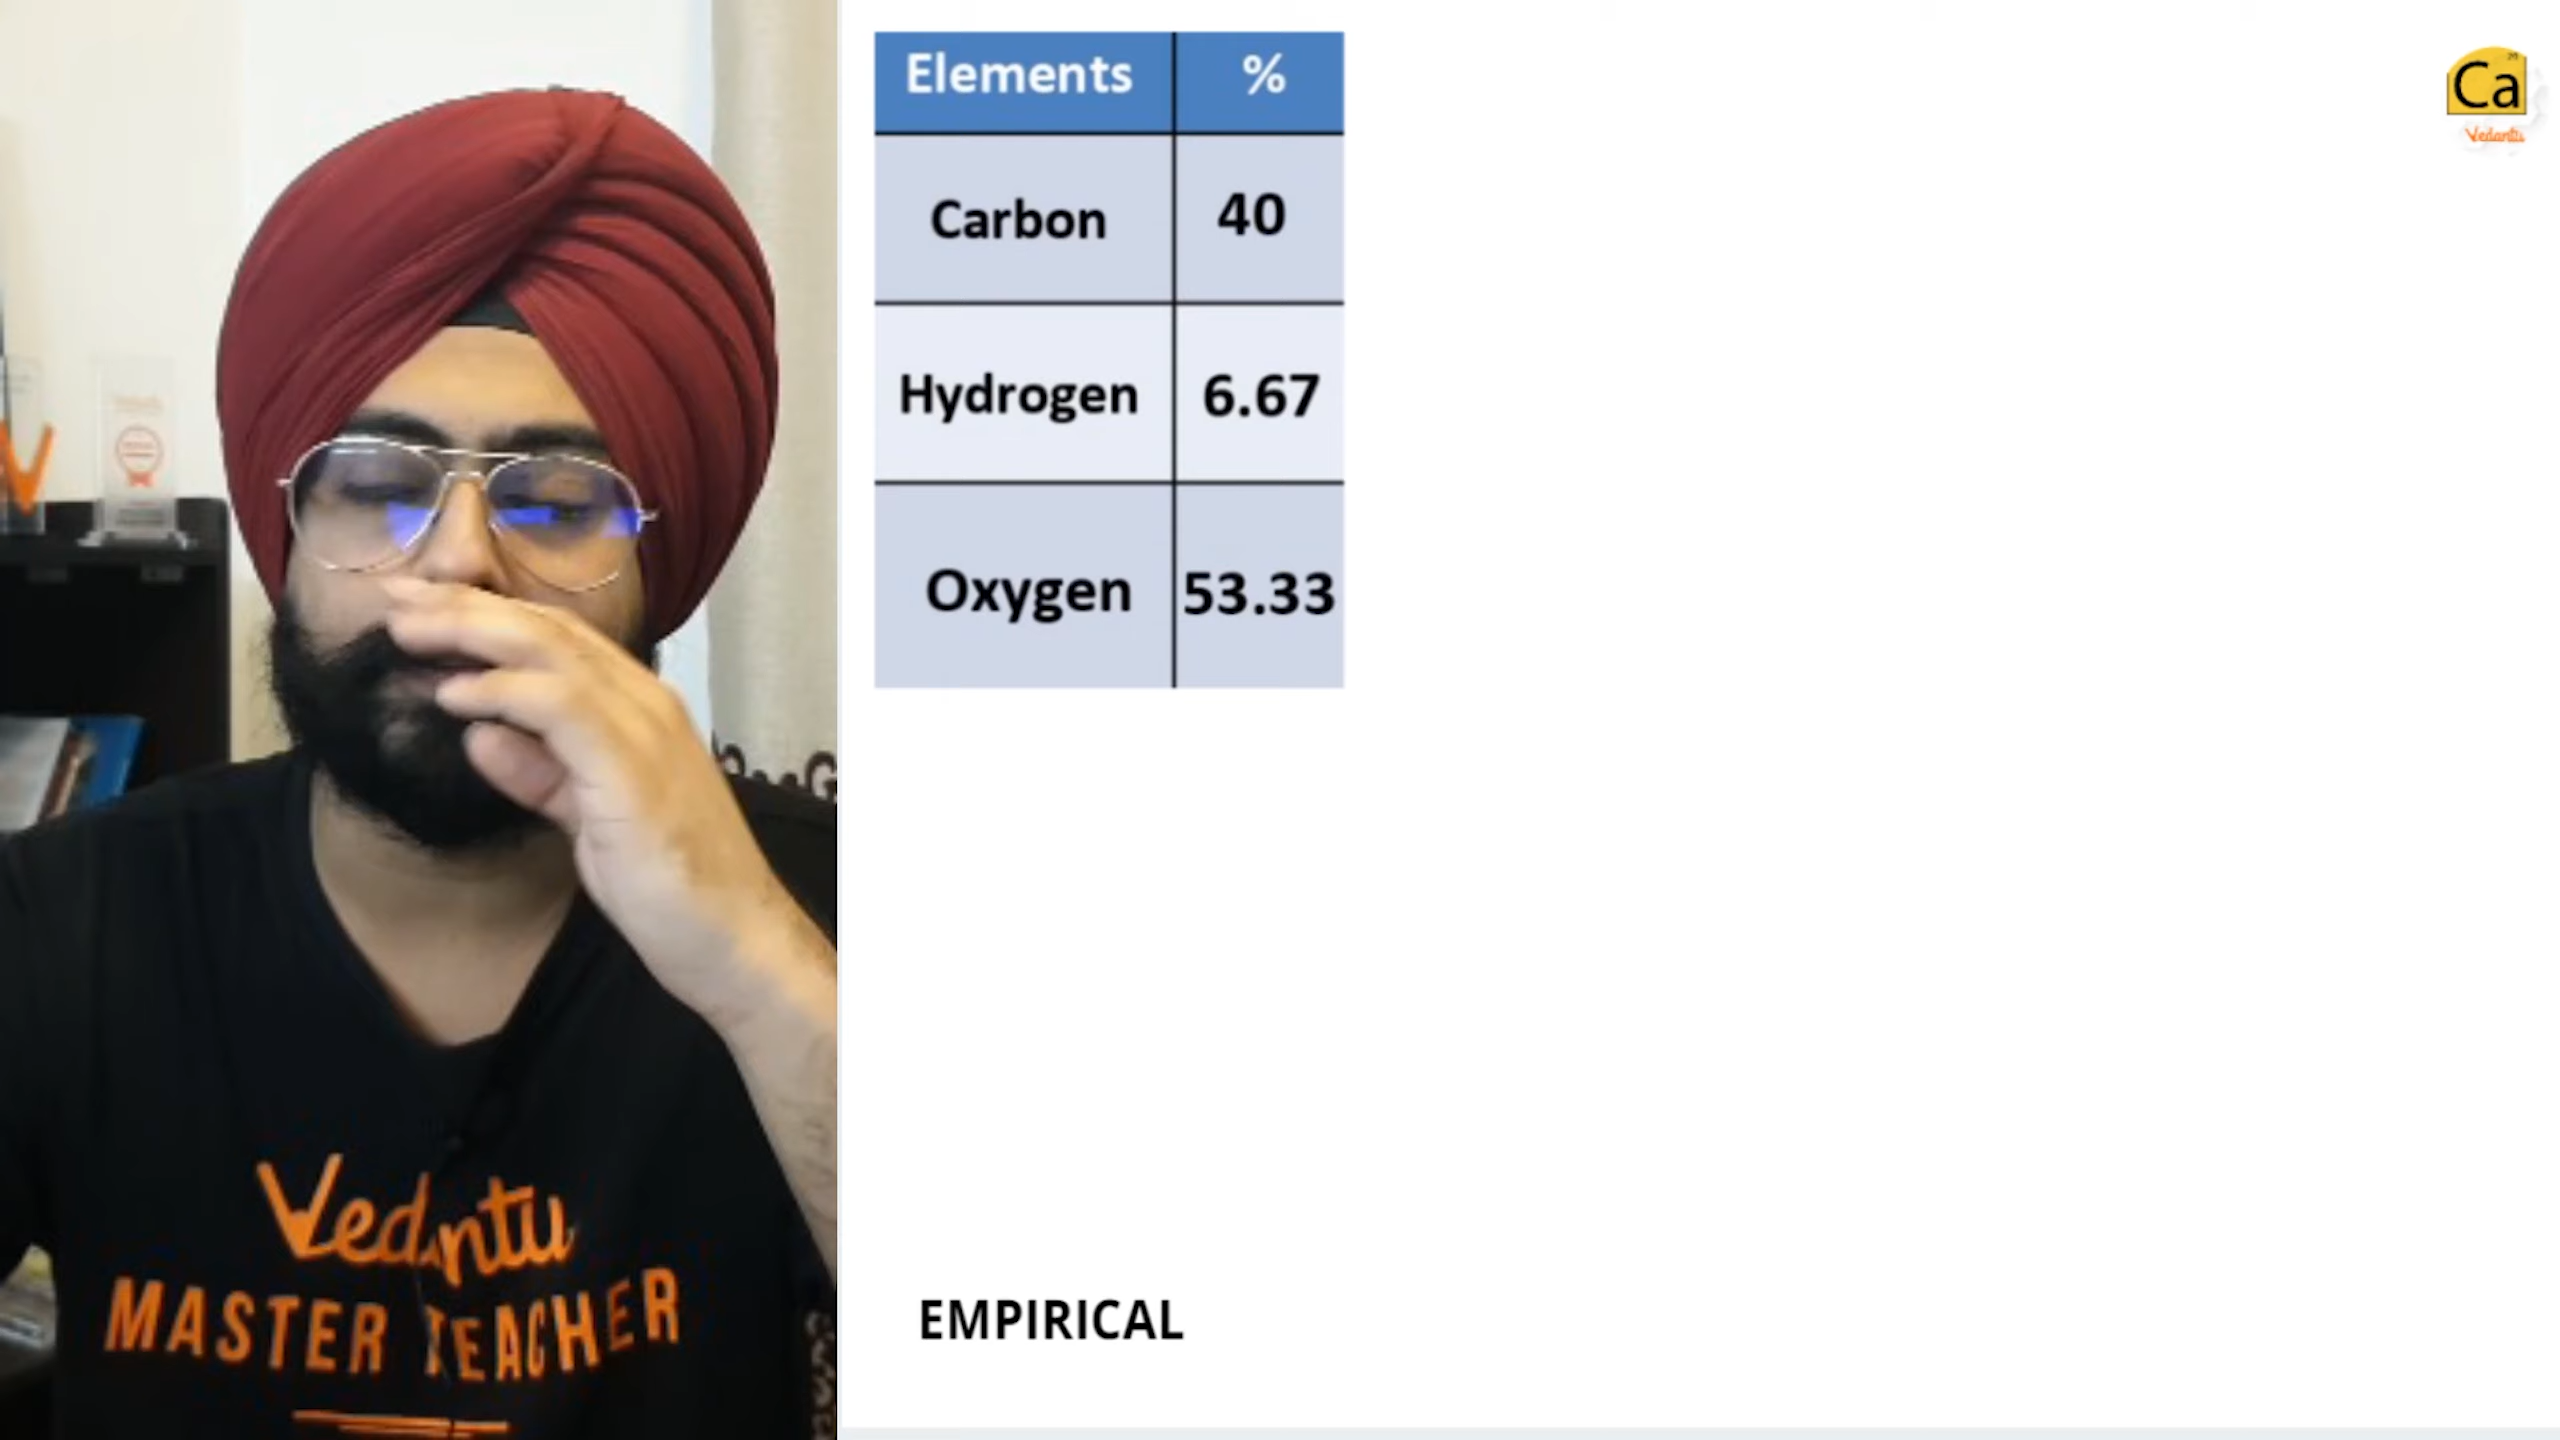 Elements %
Carbon 40
Hydrogen 6.67
Oxygen 53.33
EMPIRICAL
Ca
Vedantu
Vedantu
MASTER TEACHER